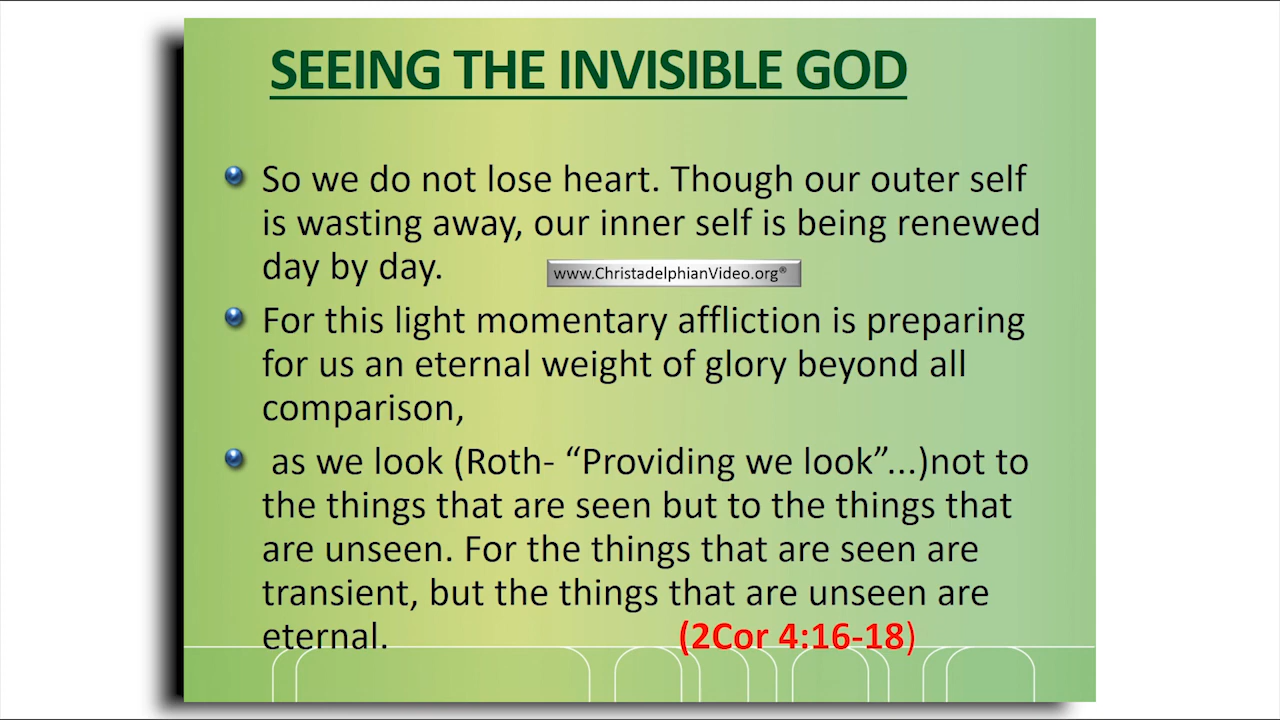 SEEING THE INVISIBLE GOD
So we do not lose heart. Though our outer self
is wasting away, our inner self is being renewed
day by day.
www.ChristadelphianVideo.org®
For this light momentary affliction is preparing
for us an eternal weight of glory beyond all
comparison,
as we look (Roth- “Providing we look”...)not to
the things that are seen but to the things that
are unseen. For the things that are seen are
transient, but the things that are unseen are
eternal. (2Cor 4:16-18)